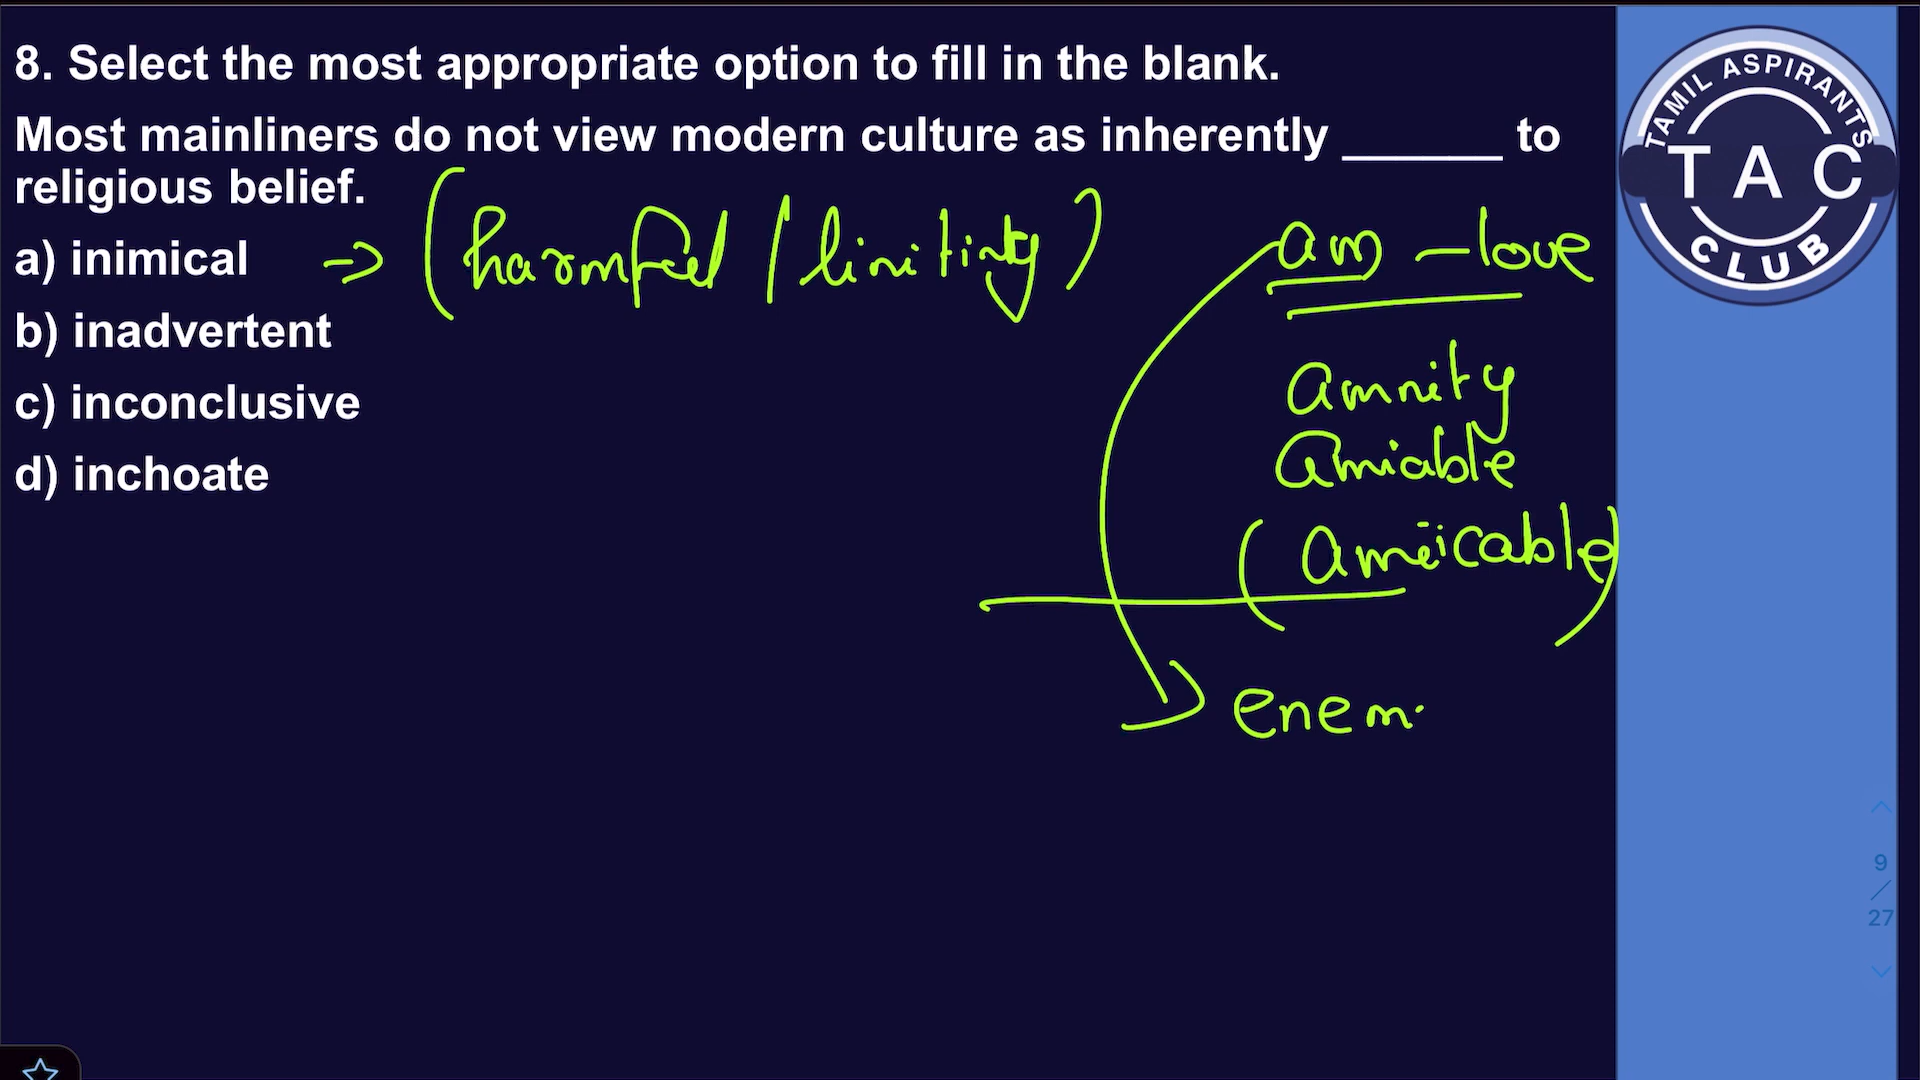 8. Select the most appropriate option to fill in the blank.
Most mainliners do not view modern culture as inherently ______ to
religious belief.
a) inimical → (harmful / limiting)
b) inadvertent
c) inconclusive
d) inchoate
am - love
amnity
amiable
(ameicable)
enem
TAMIL ASPIRANTS
TAC
CLUB
9
/
27